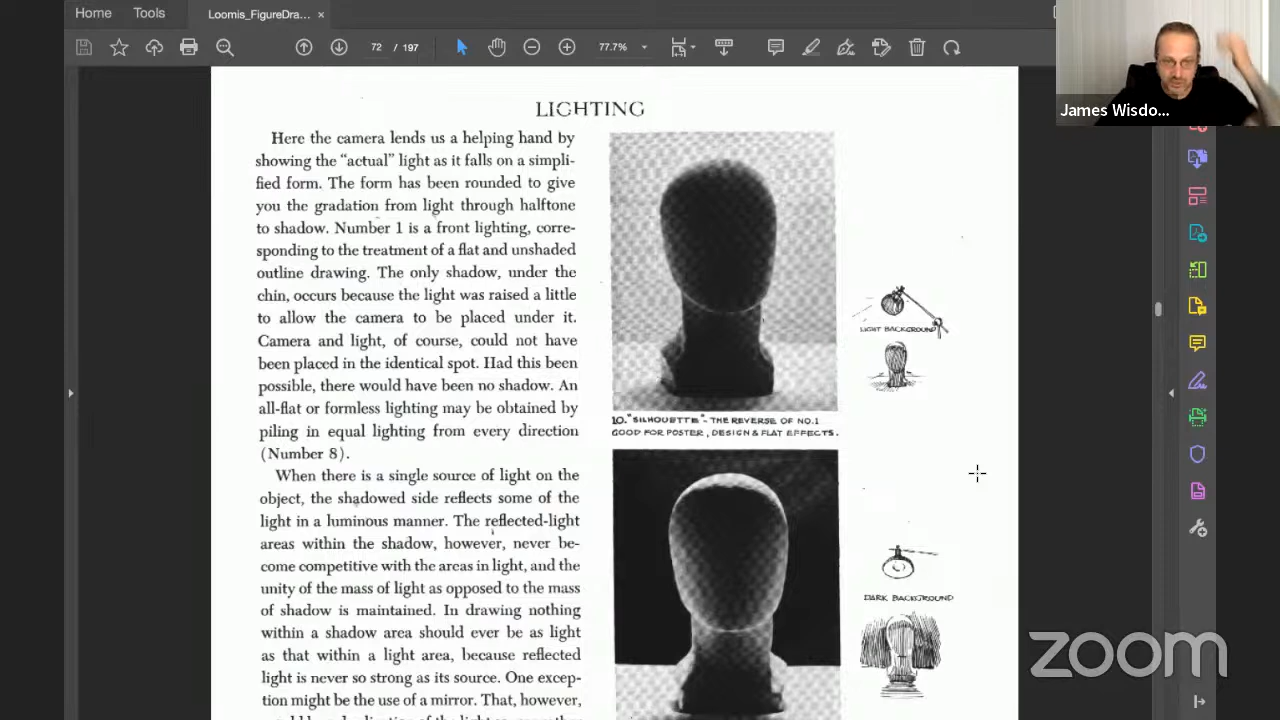 Home
Tools
Loomis_FigureDra...
×
72 / 197
77.7%
James Wisdo...
LIGHTING
Here the camera lends us a helping hand by
showing the “actual” light as it falls on a simpli-
fied form. The form has been rounded to give
you the gradation from light through halftone
to shadow. Number 1 is a front lighting, corre-
sponding to the treatment of a flat and unshaded
outline drawing. The only shadow, under the
chin, occurs because the light was raised a little
to allow the camera to be placed under it.
Camera and light, of course, could not have
been placed in the identical spot. Had this been
possible, there would have been no shadow. An
all-flat or formless lighting may be obtained by
piling in equal lighting from every direction
(Number 8).
When there is a single source of light on the
object, the shadowed side reflects some of the
light in a luminous manner. The reflected-light
areas within the shadow, however, never be-
come competitive with the areas in light, and the
unity of the mass of light as opposed to the mass
of shadow is maintained. In drawing nothing
within a shadow area should ever be as light
as that within a light area, because reflected
light is never so strong as its source. One excep-
tion might be the use of a mirror. That, however,
LIGHT BACKGROUND
10. "SILHOUETTE" - THE REVERSE OF NO.1
GOOD FOR POSTER, DESIGN & FLAT EFFECTS.
DARK BACKGROUND
zoom